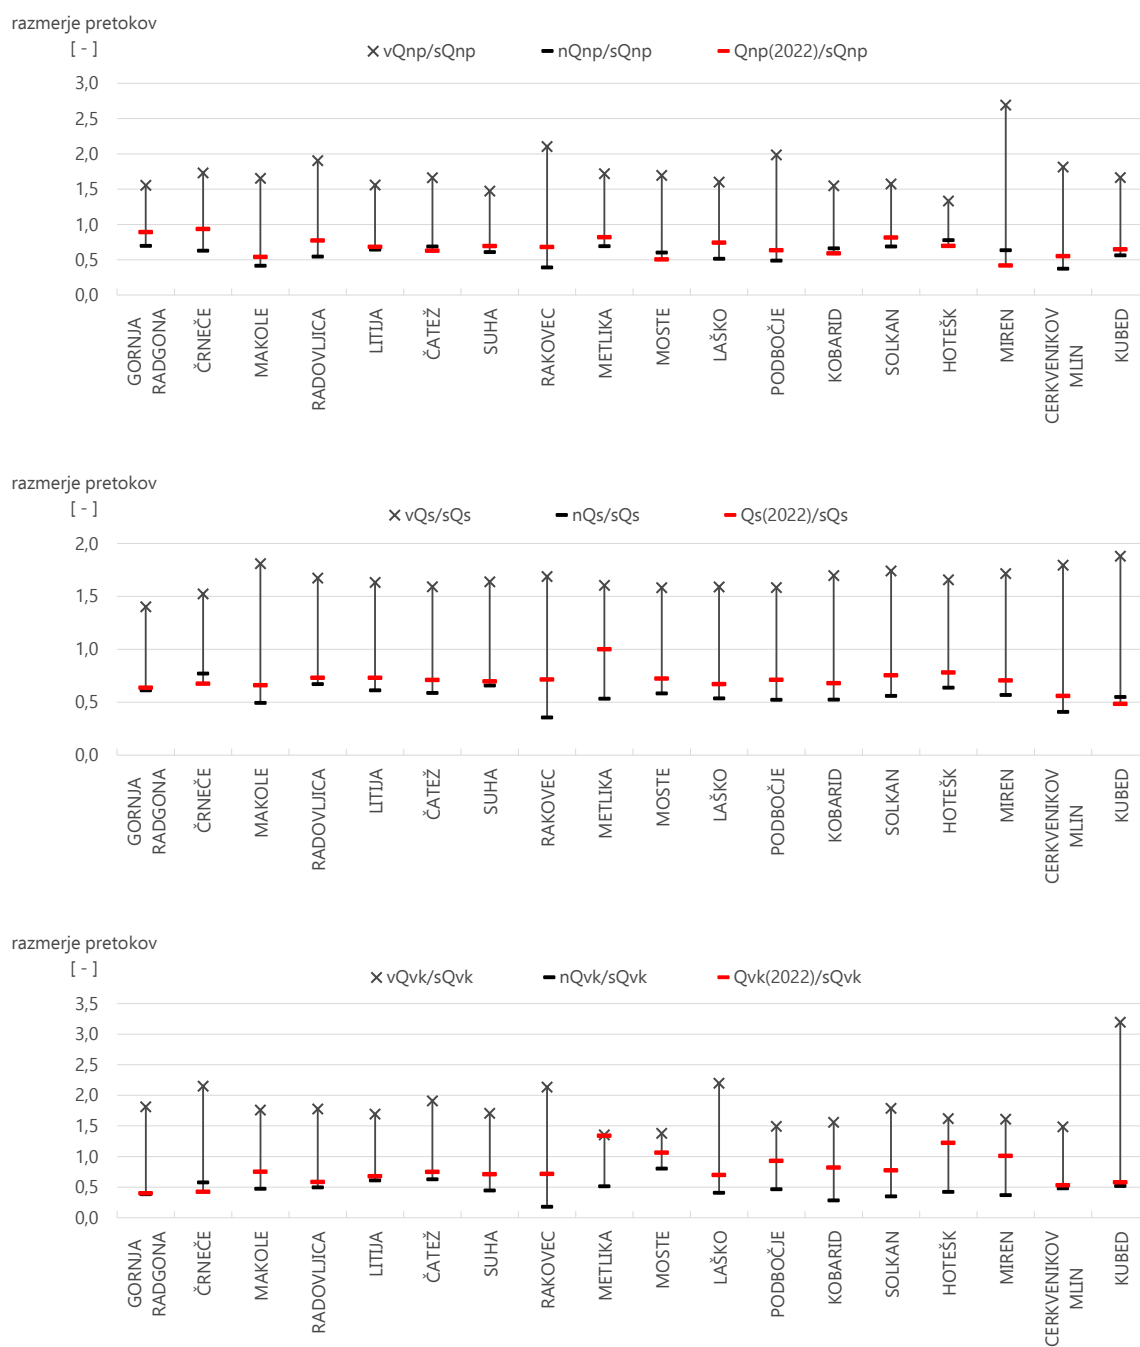 razmerje pretokov
[ - ]
vQnp/sQnp nQnp/sQnp Qnp(2022)/sQnp
3,0
2,5
2,0
1,5
1,0
0,5
0,0
GORNJA
RADGONA
ČRNEČE
MAKOLE
RADOVLJICA
LITIJA
ČATEŽ
SUHA
RAKOVEC
METLIKA
MOSTE
LAŠKO
PODBOČJE
KOBARID
SOLKAN
HOTEŠK
MIREN
CERKVENIKOV
MLIN
KUBED
razmerje pretokov
[ - ]
vQs/sQs nQs/sQs Qs(2022)/sQs
2,0
1,5
1,0
0,5
0,0
GORNJA
RADGONA
ČRNEČE
MAKOLE
RADOVLJICA
LITIJA
ČATEŽ
SUHA
RAKOVEC
METLIKA
MOSTE
LAŠKO
PODBOČJE
KOBARID
SOLKAN
HOTEŠK
MIREN
CERKVENIKOV
MLIN
KUBED
razmerje pretokov
[ - ]
vQvk/sQvk nQvk/sQvk Qvk(2022)/sQvk
3,5
3,0
2,5
2,0
1,5
1,0
0,5
0,0
GORNJA
RADGONA
ČRNEČE
MAKOLE
RADOVLJICA
LITIJA
ČATEŽ
SUHA
RAKOVEC
METLIKA
MOSTE
LAŠKO
PODBOČJE
KOBARID
SOLKAN
HOTEŠK
MIREN
CERKVENIKOV
MLIN
KUBED